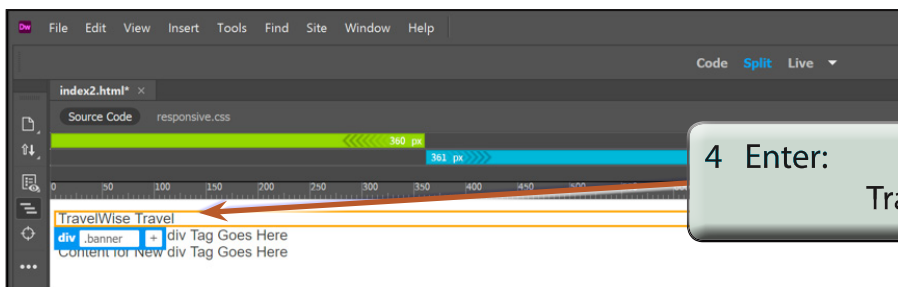 Dw File Edit View Insert Tools Find Site Window Help
Code Split Live
index2.html* ×
Source Code responsive.css
360 px
361 px
0 50 100 150 200 250 300 350 400 450 500
4 Enter:
TravelWise Travel
div .banner + div Tag Goes Here
Content for New div Tag Goes Here